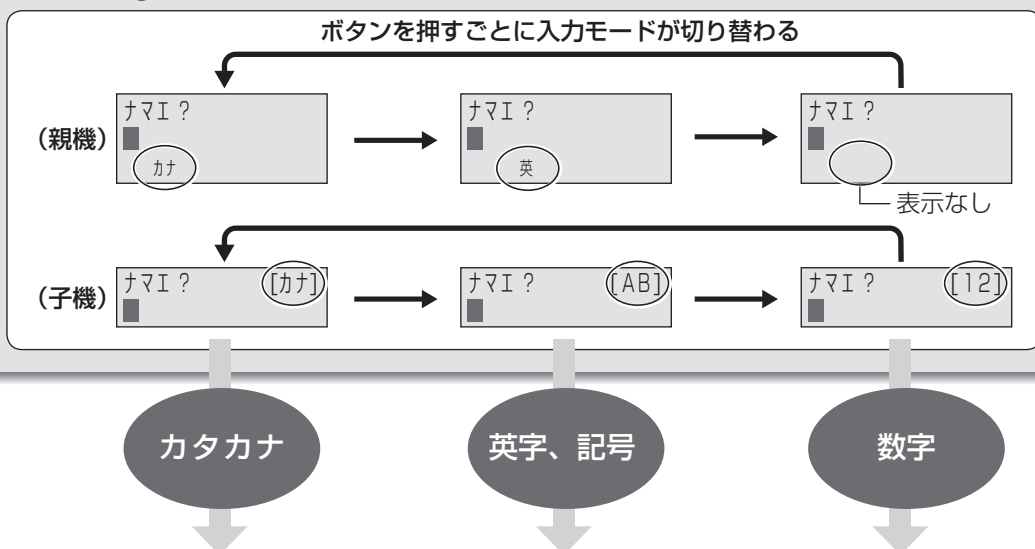 ボタンを押すごとに入力モードが切り替わる
(親機)
ナマエ?
カナ
ナマエ?
英
ナマエ?
表示なし
(子機)
ナマエ? [カナ]
ナマエ? [AB]
ナマエ? [12]
カタカナ
英字、記号
数字